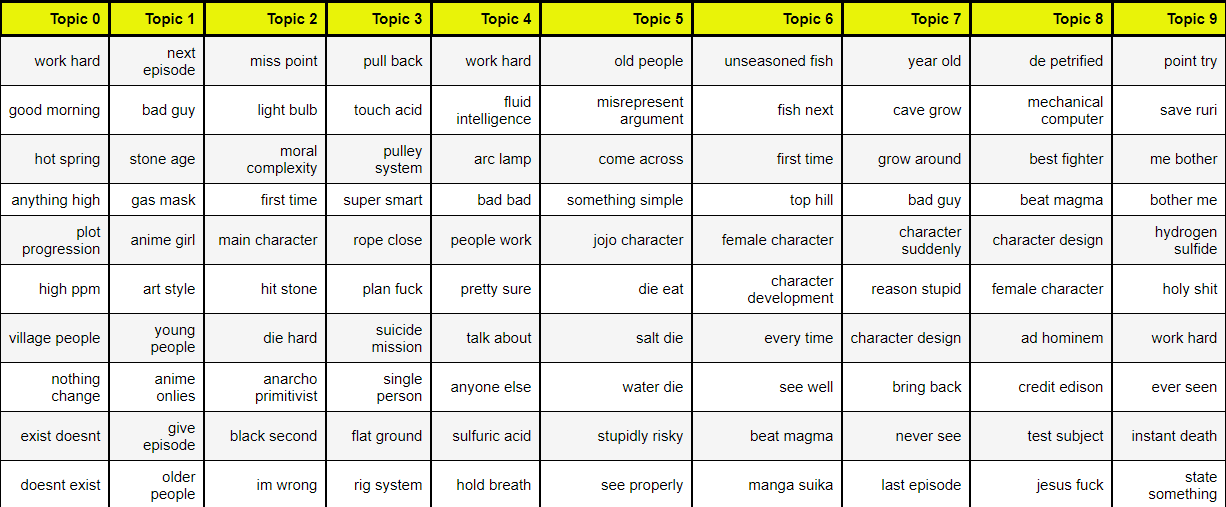 Topic 0 Topic 1 Topic 2 Topic 3 Topic 4 Topic 5 Topic 6 Topic 7 Topic 8 Topic 9
work hard next episode miss point pull back work hard old people unseasoned fish year old de petrified point try
good morning bad guy light bulb touch acid fluid intelligence misrepresent argument fish next cave grow mechanical computer save ruri
hot spring stone age moral complexity pulley system arc lamp come across first time grow around best fighter me bother
anything high gas mask first time super smart bad bad something simple top hill bad guy beat magma bother me
plot progression anime girl main character rope close people work jojo character female character character suddenly character design hydrogen sulfide
high ppm art style hit stone plan fuck pretty sure die eat character development reason stupid female character holy shit
village people young people die hard suicide mission talk about salt die every time character design ad hominem work hard
nothing change anime onlies anarcho primitivist single person anyone else water die see well bring back credit edison ever seen
exist doesnt give episode black second flat ground sulfuric acid stupidly risky beat magma never see test subject instant death
doesnt exist older people im wrong rig system hold breath see properly manga suika last episode jesus fuck state something